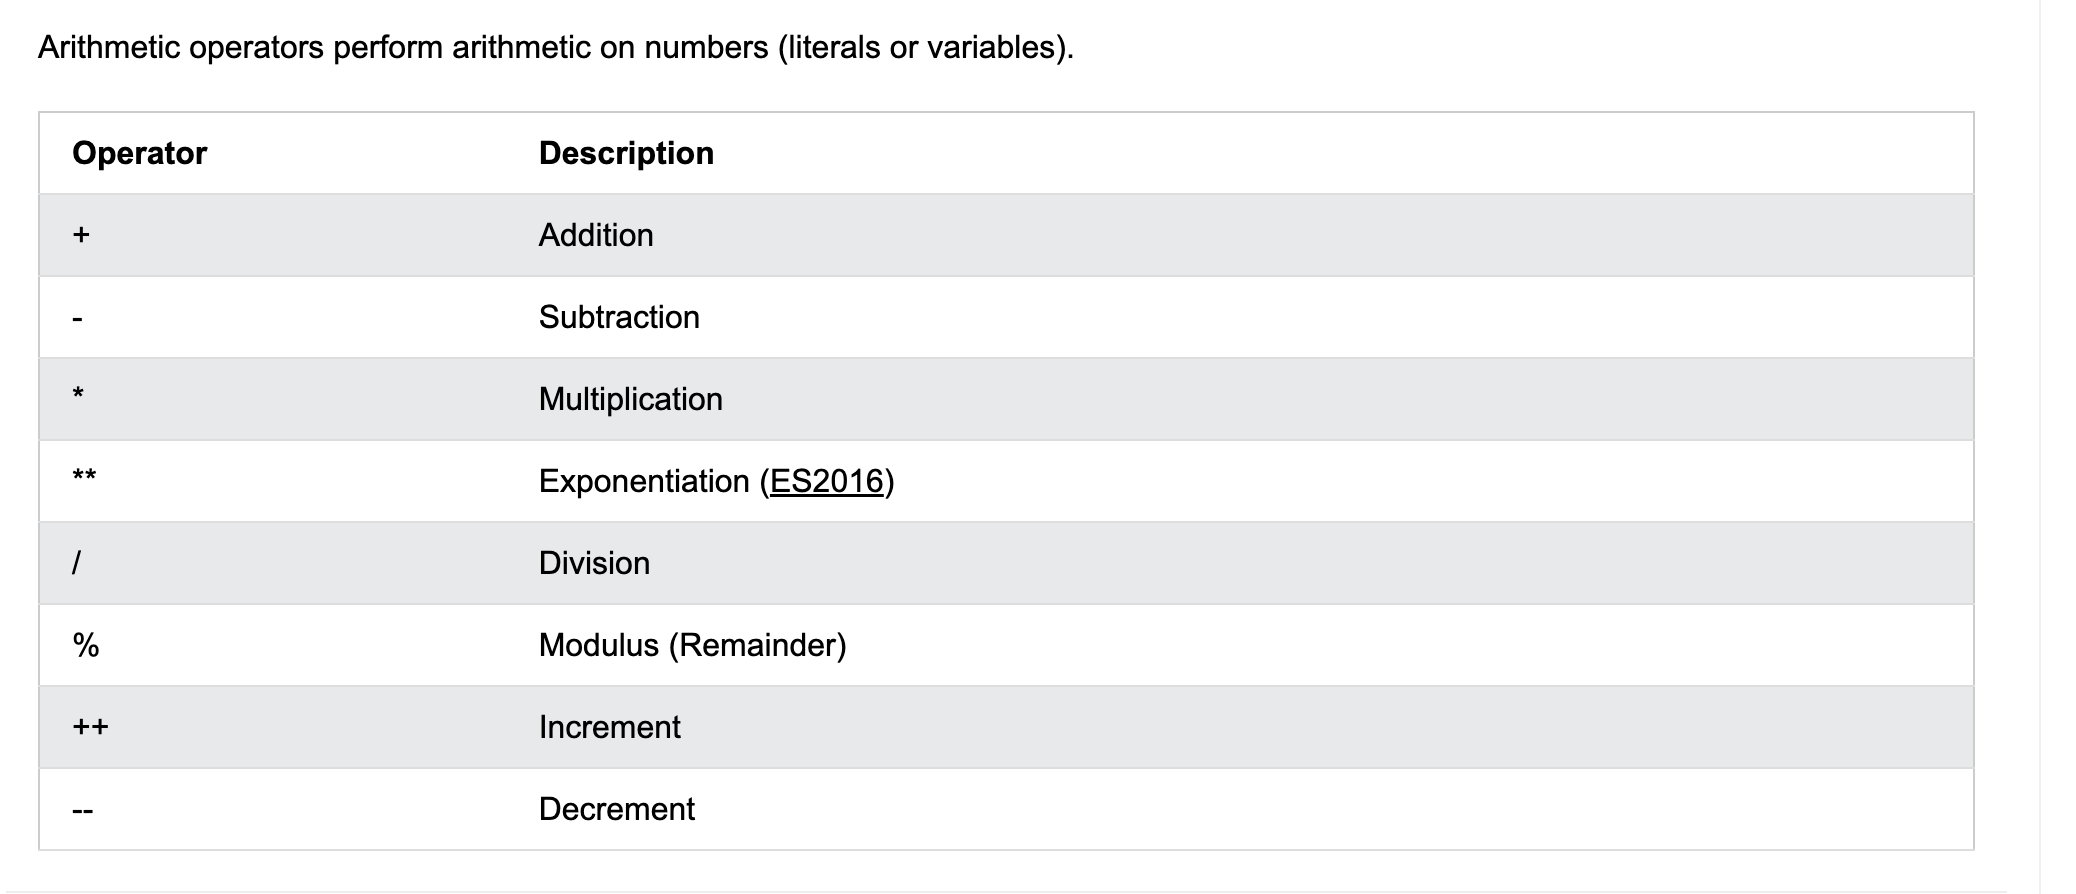 Arithmetic operators perform arithmetic on numbers (literals or variables).
Operator Description
+ Addition
- Subtraction
* Multiplication
** Exponentiation (ES2016)
/ Division
% Modulus (Remainder)
++ Increment
-- Decrement